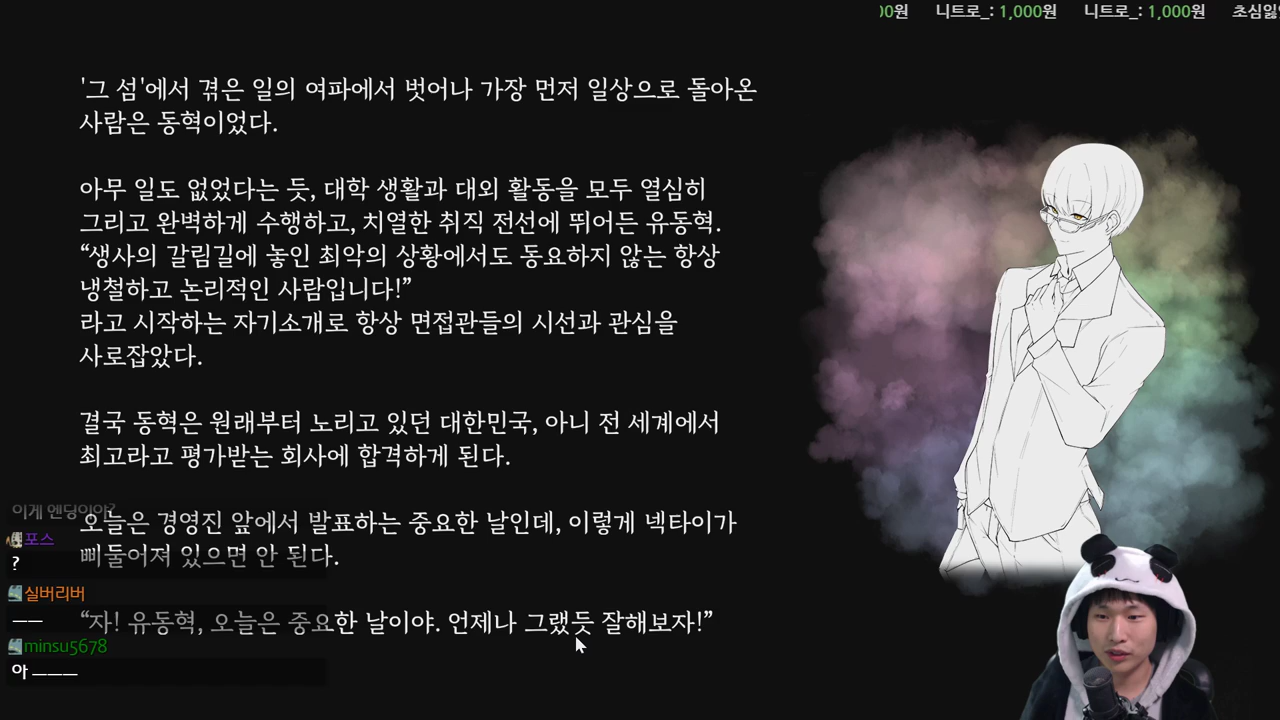 00원 니트로_: 1,000원 니트로_: 1,000원 초심잃
'그 섬'에서 겪은 일의 여파에서 벗어나 가장 먼저 일상으로 돌아온
사람은 동혁이었다.
아무 일도 없었다는 듯, 대학 생활과 대외 활동을 모두 열심히
그리고 완벽하게 수행하고, 치열한 취직 전선에 뛰어든 유동혁.
“생사의 갈림길에 놓인 최악의 상황에서도 동요하지 않는 항상
냉철하고 논리적인 사람입니다!”
라고 시작하는 자기소개로 항상 면접관들의 시선과 관심을
사로잡았다.
결국 동혁은 원래부터 노리고 있던 대한민국, 아니 전 세계에서
최고라고 평가받는 회사에 합격하게 된다.
오늘은 경영진 앞에서 발표하는 중요한 날인데, 이렇게 넥타이가
삐둘어져 있으면 안 된다.
“자! 유동혁, 오늘은 중요한 날이야. 언제나 그랬듯 잘해보자!”
이게 엔딩이야?
포스
?
실버리버
ㅡㅡ
minsu5678
아ㅡㅡㅡ